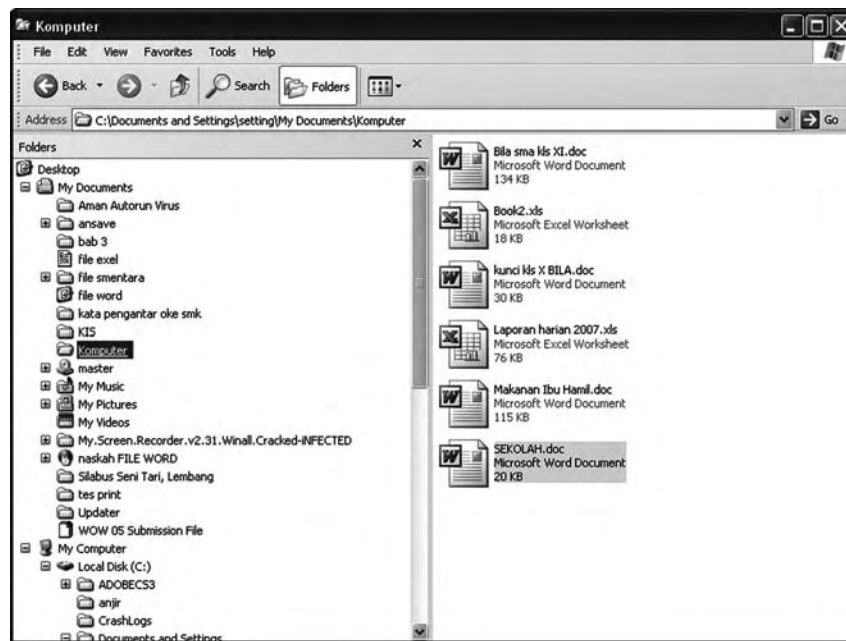 Komputer
File Edit View Favorites Tools Help
Back Search Folders
Address C:\Documents and Settings\setting\My Documents\Komputer Go
Folders
Desktop
My Documents
Aman Autorun Virus
ansave
bab 3
file exel
file smentara
file word
kata pengantar oke smk
KIS
Komputer
master
My Music
My Pictures
My Videos
My.Screen.Recorder.v2.31.Winall.Cracked-iNFECTED
naskah FILE WORD
Silabus Seni Tari, Lembang
tes print
Updater
WOW 05 Submission File
My Computer
Local Disk (C:)
ADOBECS3
anjir
CrashLogs
Documents and Settings
Bila sma kls XI.doc
Microsoft Word Document
134 KB
Book2.xls
Microsoft Excel Worksheet
18 KB
kunci kls X BILA.doc
Microsoft Word Document
30 KB
Laporan harian 2007.xls
Microsoft Excel Worksheet
76 KB
Makanan Ibu Hamil.doc
Microsoft Word Document
115 KB
SEKOLAH.doc
Microsoft Word Document
20 KB